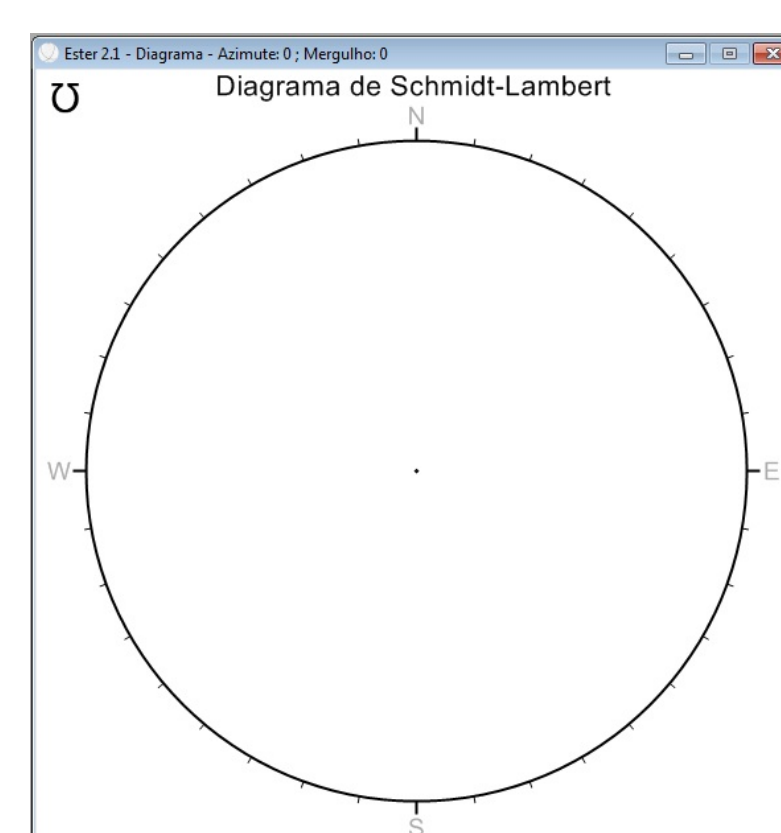 Ester 2.1 - Diagrama - Azimute: 0 ; Mergulho: 0
Diagrama de Schmidt-Lambert
N
W
E
S